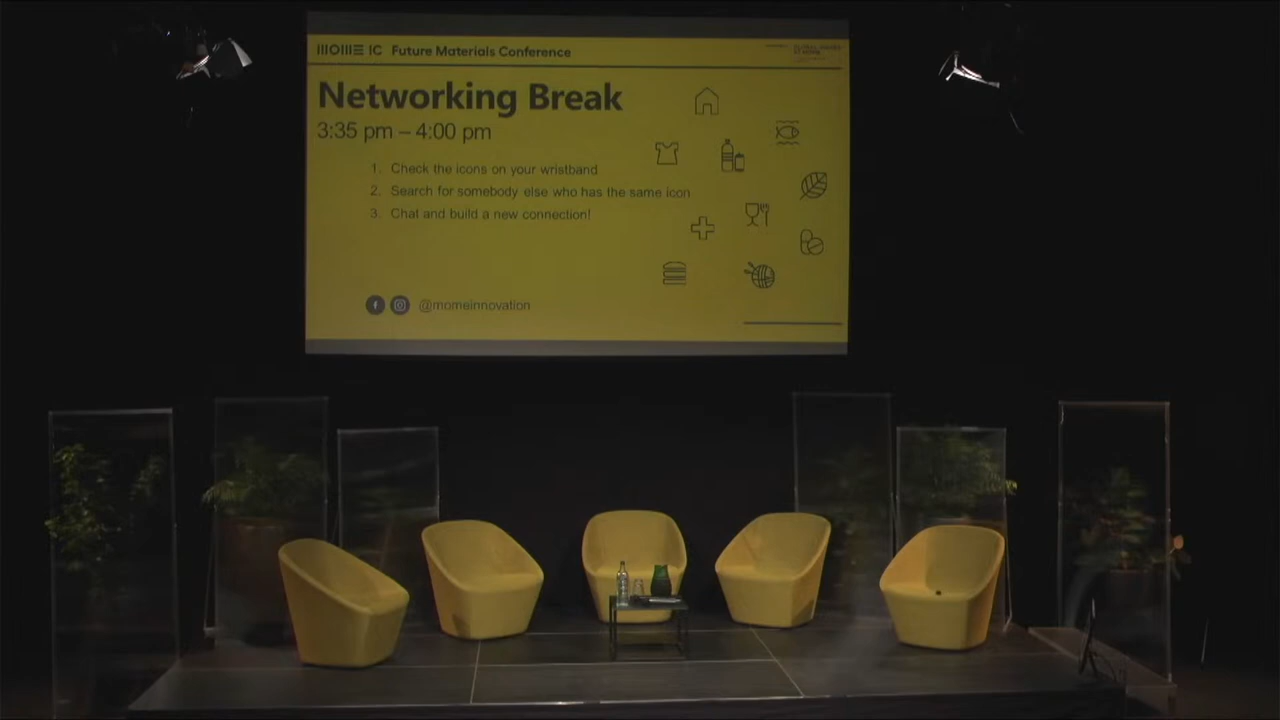 MOME IC Future Materials Conference
Networking Break
3:35 pm – 4:00 pm
1. Check the icons on your wristband
2. Search for somebody else who has the same icon
3. Chat and build a new connection!
@momeinnovation